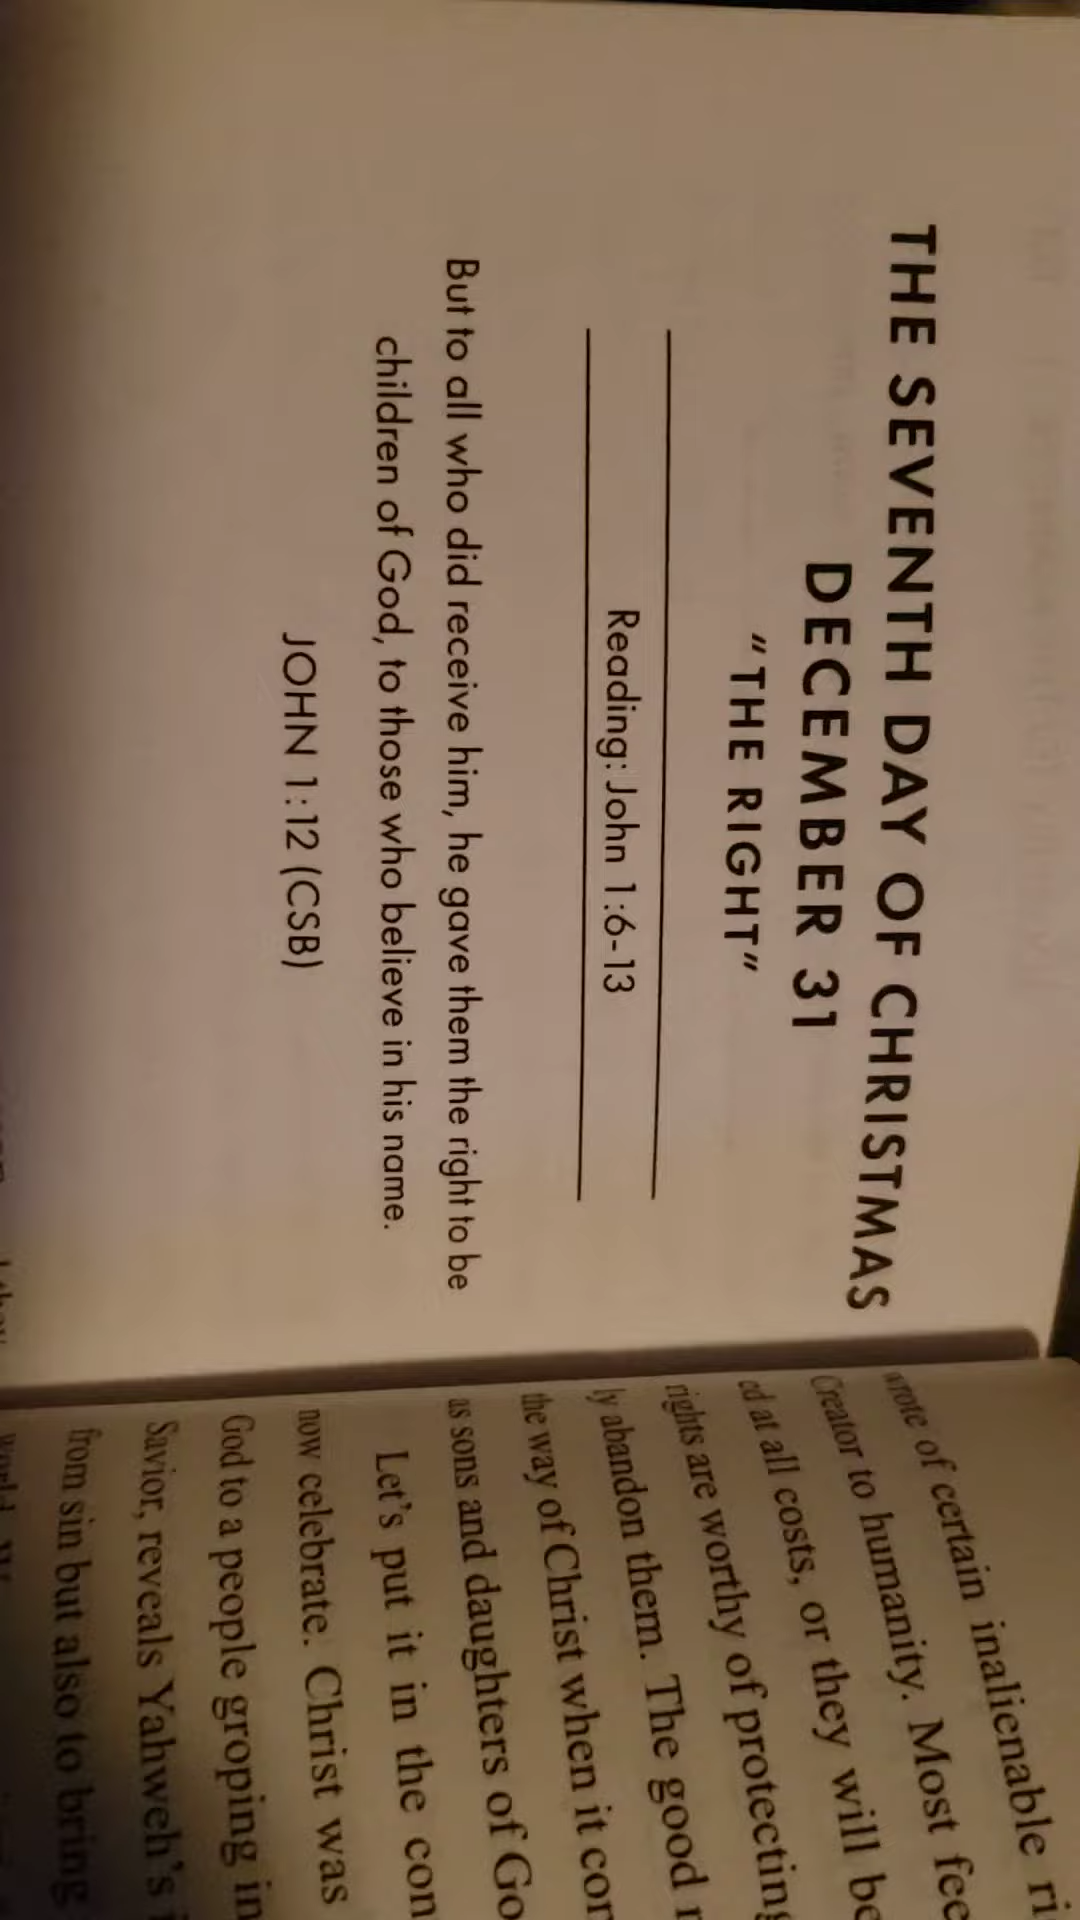 THE SEVENTH DAY OF CHRISTMAS
DECEMBER 31
"THE RIGHT"
Reading: John 1:6-13
But to all who did receive him, he gave them the right to be
children of God, to those who believe in his name.
JOHN 1:12 (CSB)
wrote of certain inalienable
Creator to humanity. Most
ed at all costs, or they will
rights are worthy of
ly abandon them. The good
the way of Christ when it
as sons and daughters of
Let's put it in the
now celebrate. Christ was
God to a people groping in
Savior, reveals Yahweh's
from sin but also to bring